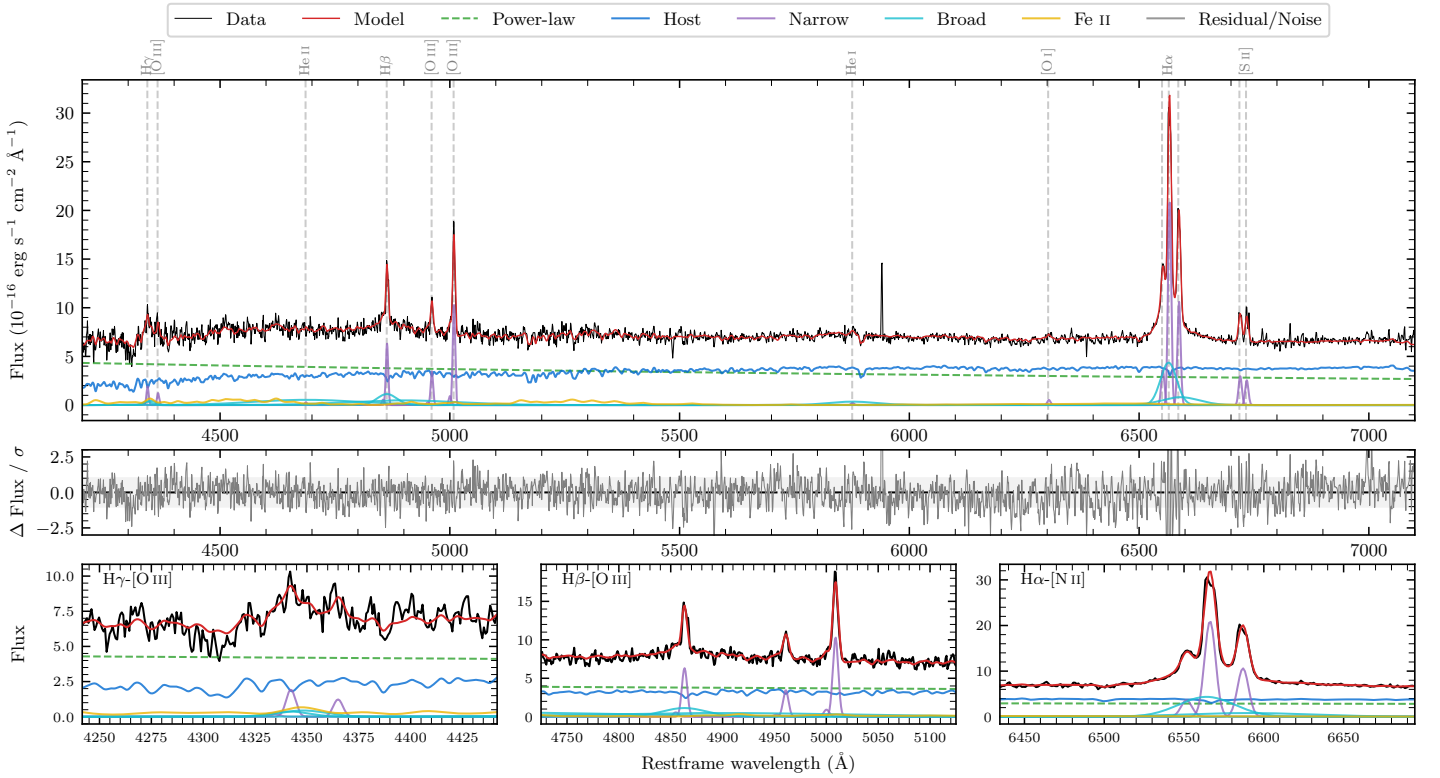 Data Model Power-law Host Narrow Broad Fe II Residual/Noise
Hγ [O III] He II Hβ [O III] [O III] He I [O I] Hα [S II]
Flux (10⁻¹⁶ erg s⁻¹ cm⁻² Å⁻¹)
30
25
20
15
10
5
0
4500 5000 5500 6000 6500 7000
Δ Flux / σ
2.5
0.0
−2.5
4500 5000 5500 6000 6500 7000
Flux
Hγ-[O III]
10.0
7.5
5.0
2.5
0.0
4250 4275 4300 4325 4350 4375 4400 4425
Hβ-[O III]
15
10
5
0
4750 4800 4850 4900 4950 5000 5050 5100
Hα-[N II]
30
20
10
0
6450 6500 6550 6600 6650
Restframe wavelength (Å)